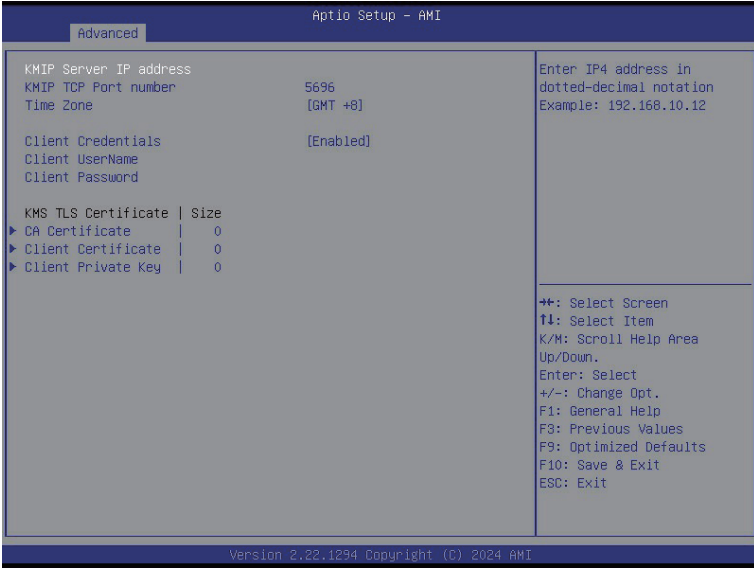 Aptio Setup – AMI
Advanced
KMIP Server IP address
KMIP TCP Port number 5696
Time Zone [GMT +8]
Client Credentials [Enabled]
Client UserName
Client Password
KMS TLS Certificate | Size
CA Certificate | 0
Client Certificate | 0
Client Private Key | 0
Enter IP4 address in
dotted-decimal notation
Example: 192.168.10.12
→←: Select Screen
↑↓: Select Item
K/M: Scroll Help Area
Up/Down.
Enter: Select
+/-: Change Opt.
F1: General Help
F3: Previous Values
F9: Optimized Defaults
F10: Save & Exit
ESC: Exit
Version 2.22.1294 Copyright (C) 2024 AMI